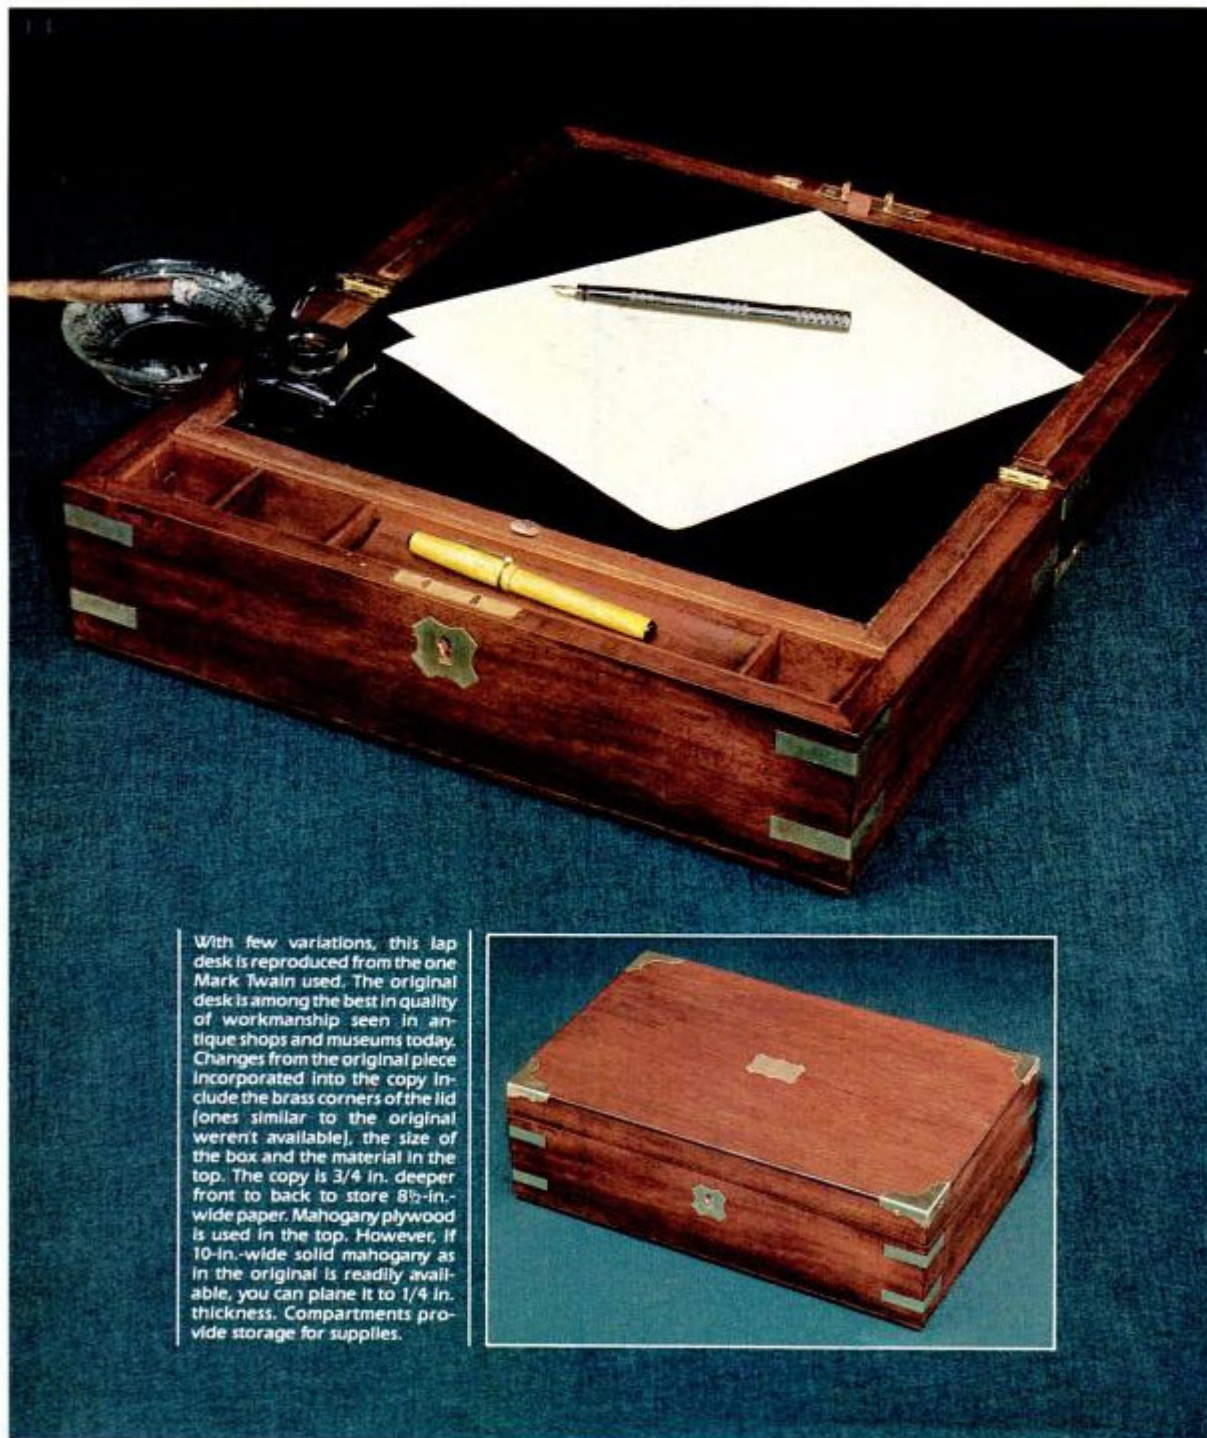 With few variations, this lap
desk is reproduced from the one
Mark Twain used. The original
desk is among the best in quality
of workmanship seen in an-
tique shops and museums today.
Changes from the original piece
incorporated into the copy in-
clude the brass corners of the lid
(ones similar to the original
weren't available), the size of
the box and the material in the
top. The copy is 3/4 in. deeper
front to back to store 8½-in.-
wide paper. Mahogany plywood
is used in the top. However, if
10-in.-wide solid mahogany as
in the original is readily avail-
able, you can plane it to 1/4 in.
thickness. Compartments pro-
vide storage for supplies.